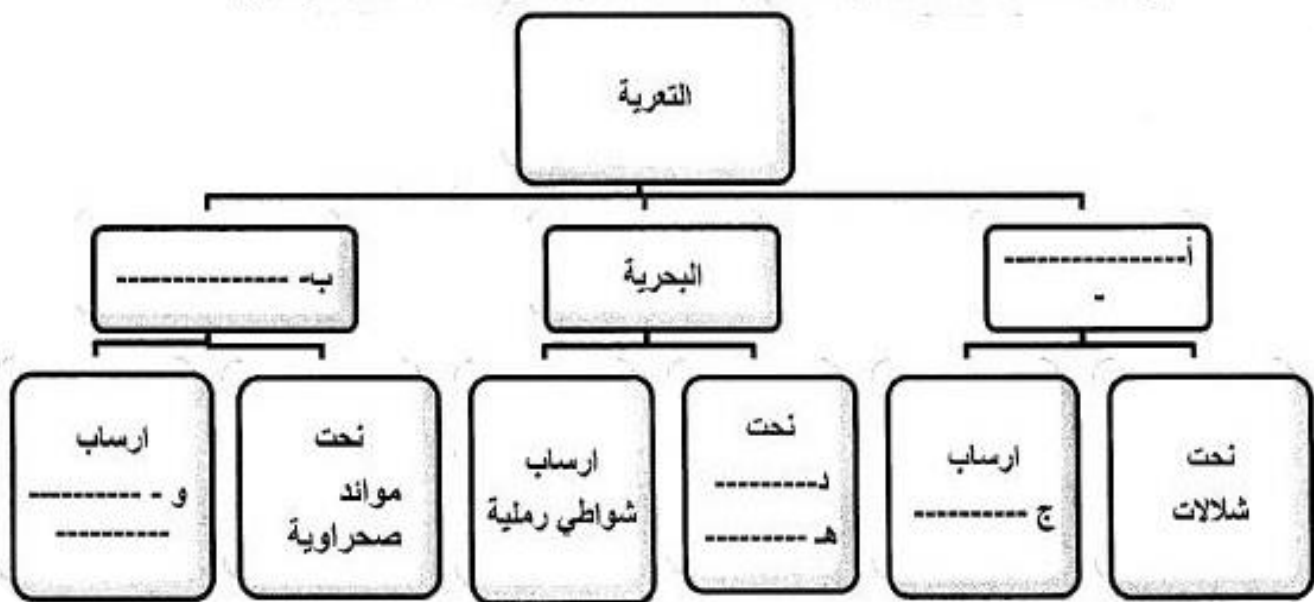 التعرية
أ----------------
-
البحرية
ب- ---------------
نحت
شلالات
ارساب
ج ----------
نحت
د---------
هـ ---------
ارساب
شواطي رملية
نحت
موائد
صحراوية
ارساب
و - ----------
----------